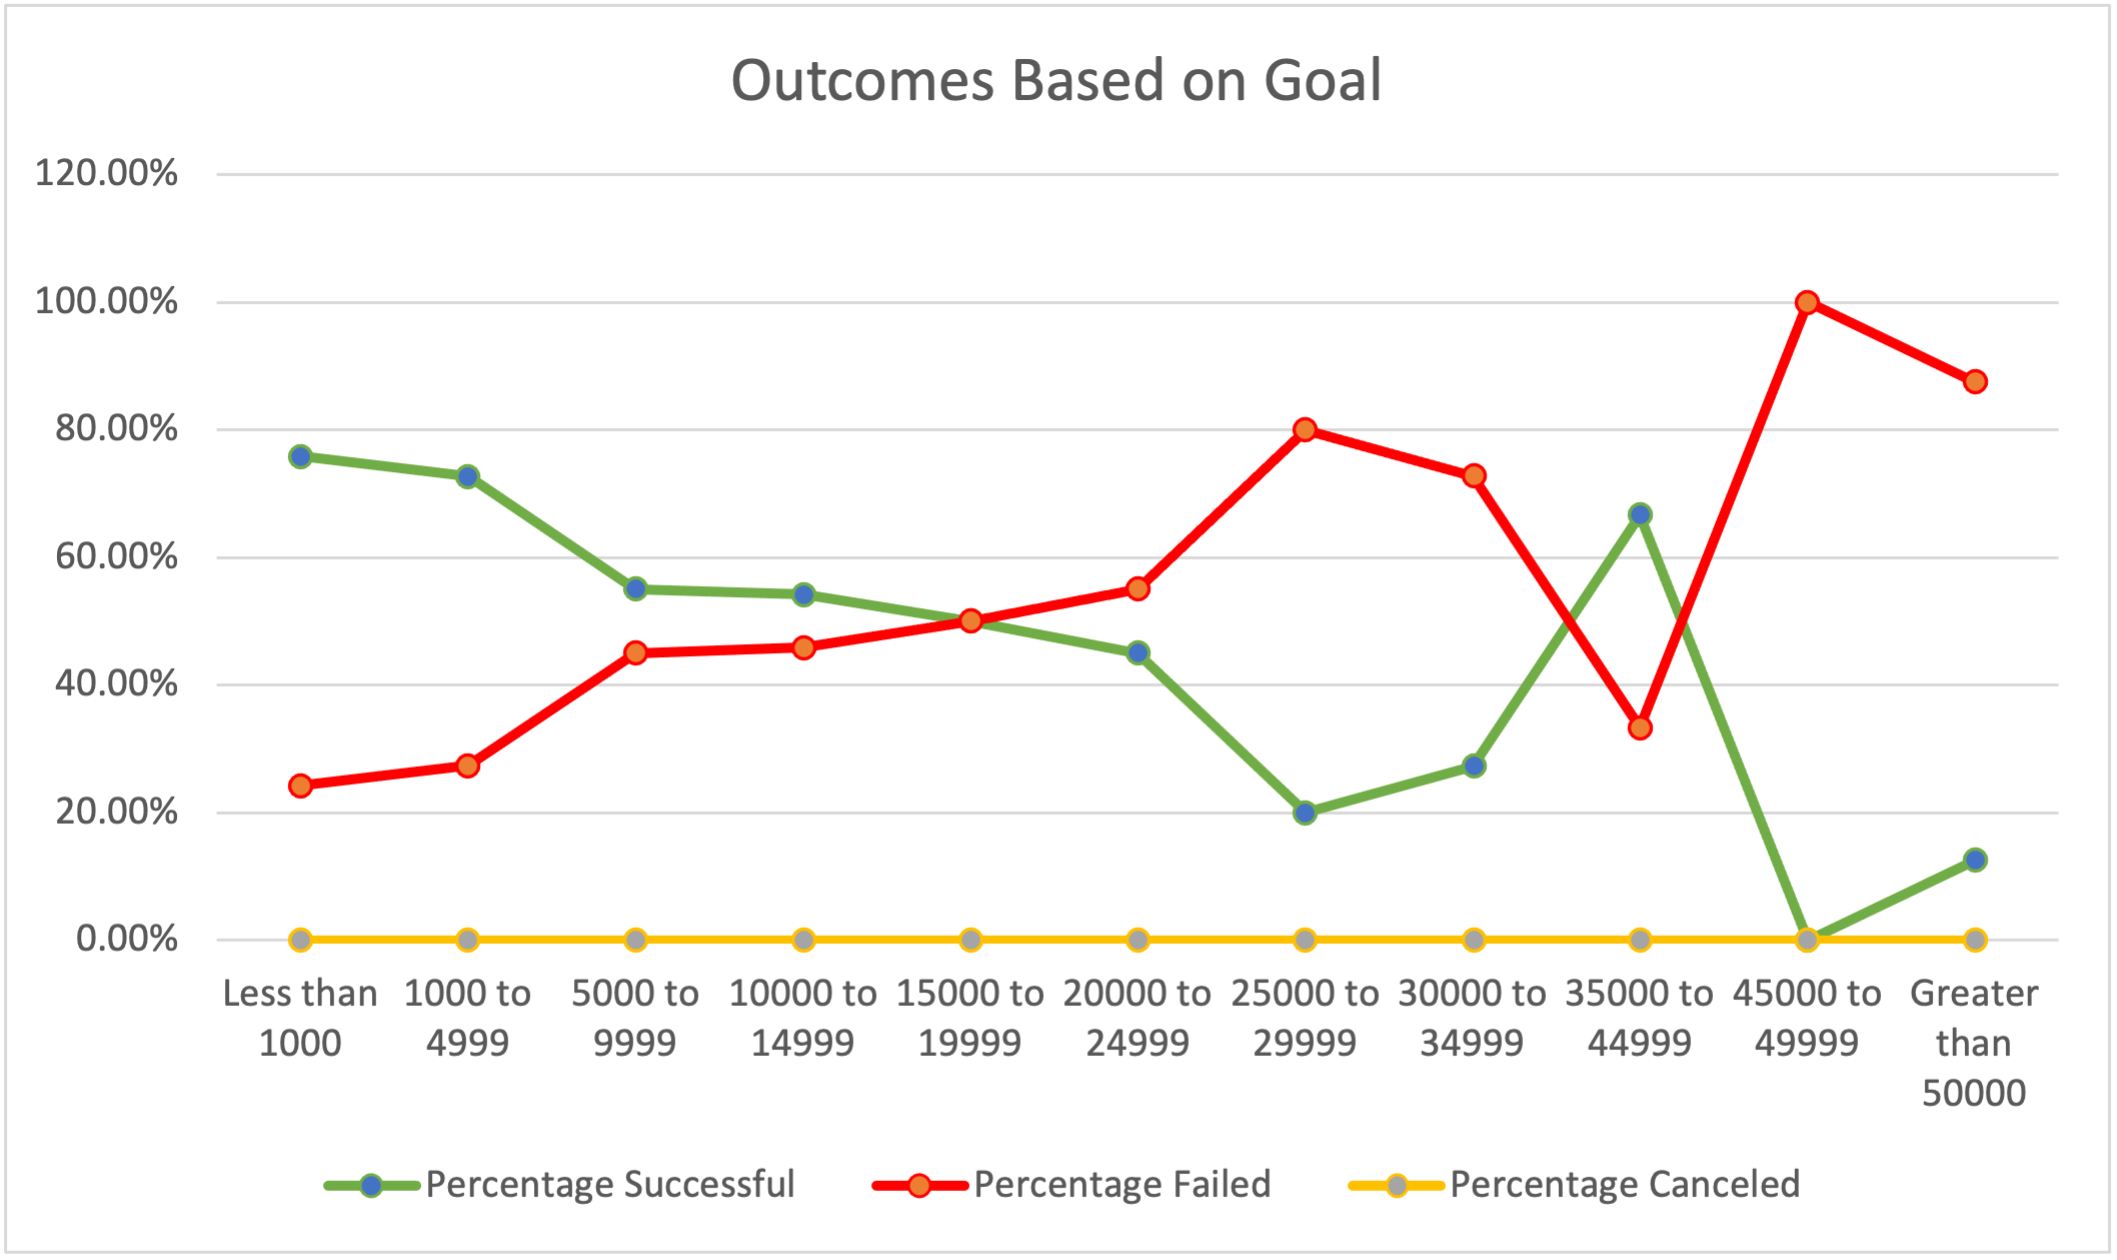 Outcomes Based on Goal
120.00%
100.00%
80.00%
60.00%
40.00%
20.00%
0.00%
Less than 1000
1000 to 4999
5000 to 9999
10000 to 14999
15000 to 19999
20000 to 24999
25000 to 29999
30000 to 34999
35000 to 44999
45000 to 49999
Greater than 50000
Percentage Successful
Percentage Failed
Percentage Canceled